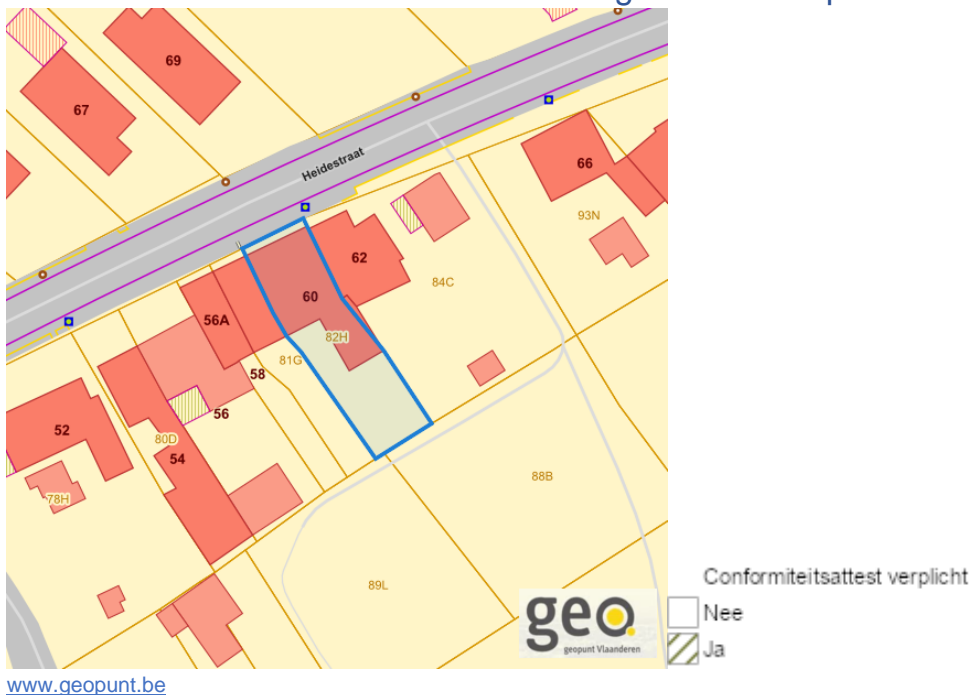 69
67
Heidestraat
66
93N
62
84C
60
56A
82H
81G
58
56
52
80D
54
78H
88B
89L
geo
geopunt Vlaanderen
Conformiteitsattest verplicht
Nee
Ja
www.geopunt.be